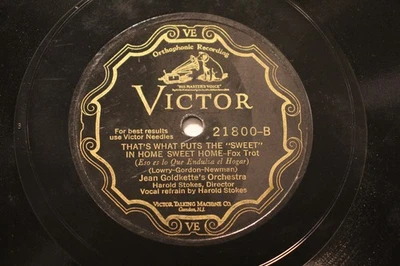 VE
Orthophonic Recording
"HIS MASTER'S VOICE"
VICTOR
For best results
use Victor Needles
21800-B
THAT'S WHAT PUTS THE "SWEET"
IN HOME SWEET HOME-Fox Trot
(Eso es lo Que Endulza el Hogar)
(Lowry-Gordon-Newman)
Jean Goldkette's Orchestra
Harold Stokes, Director
Vocal refrain by Harold Stokes
VICTOR TALKING MACHINE CO.
Camden, N.J.
VE